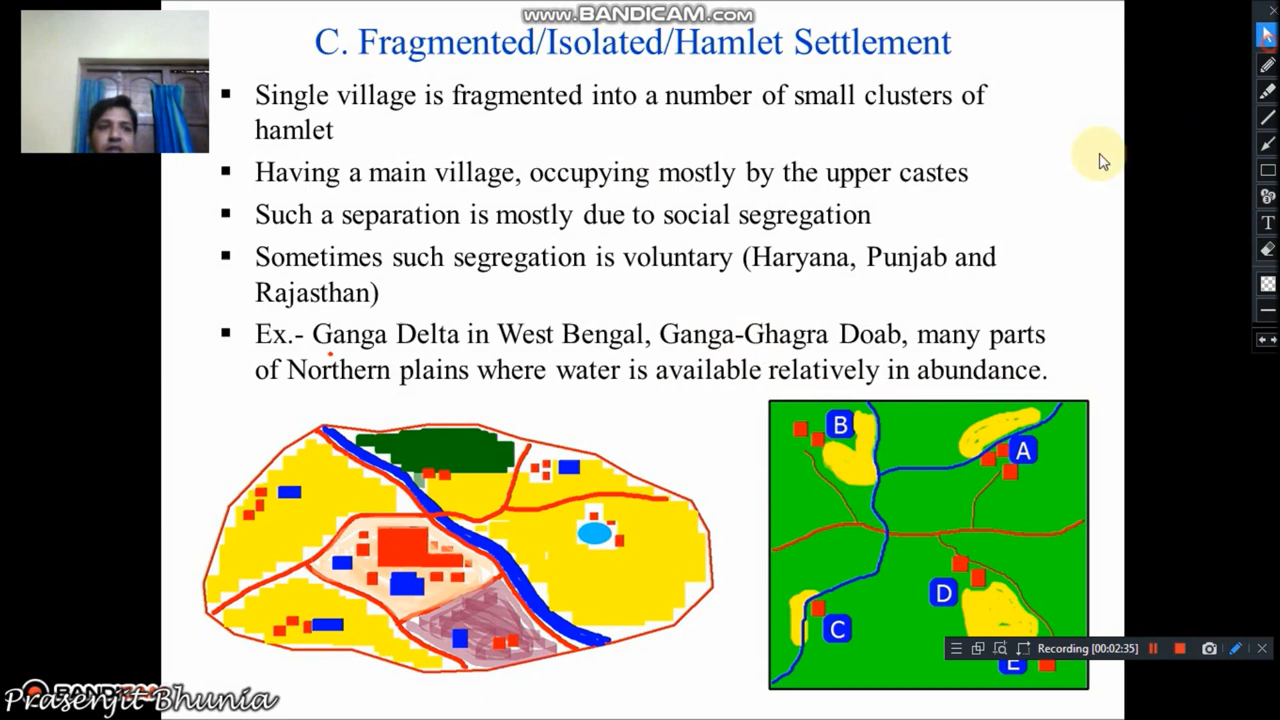 www.BANDICAM.com
C. Fragmented/Isolated/Hamlet Settlement
▪ Single village is fragmented into a number of small clusters of
hamlet
▪ Having a main village, occupying mostly by the upper castes
▪ Such a separation is mostly due to social segregation
▪ Sometimes such segregation is voluntary (Haryana, Punjab and
Rajasthan)
▪ Ex.- Ganga Delta in West Bengal, Ganga-Ghagra Doab, many parts
of Northern plains where water is available relatively in abundance.
B
A
D
C
E
Recording [00:02:35]
T
BANDICAM
Prasenjit Bhunia